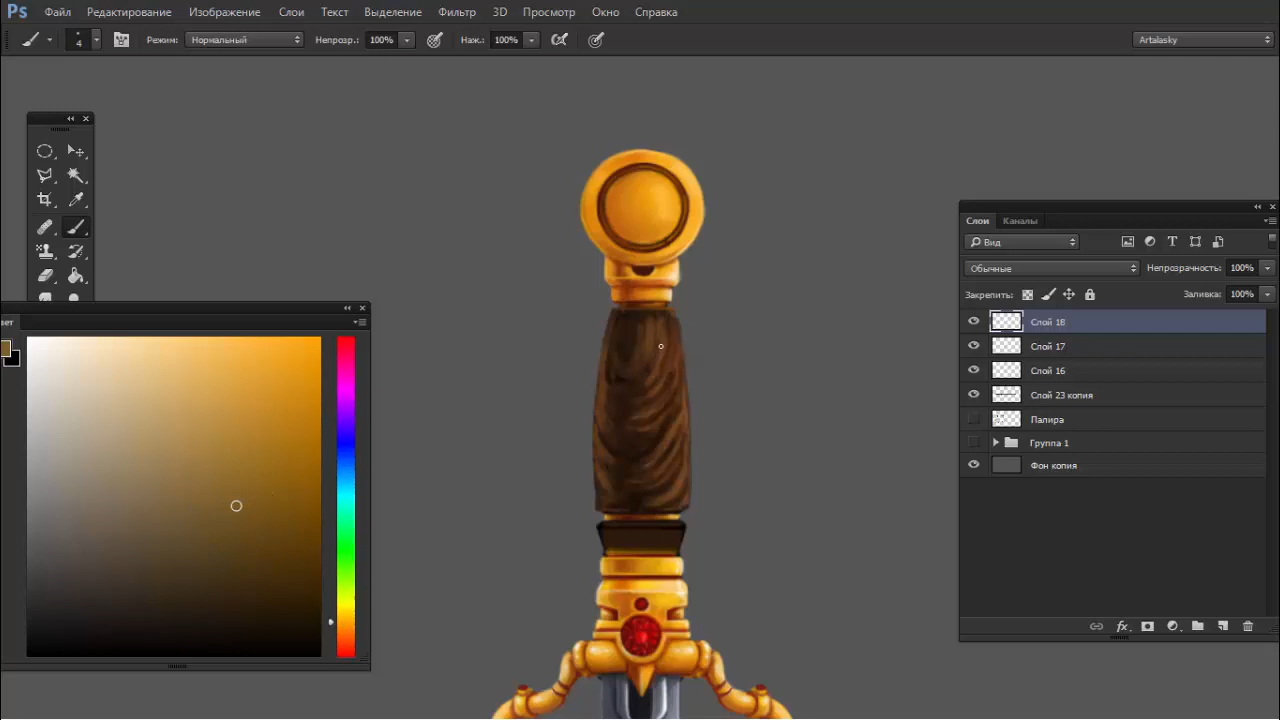 Ps Файл Редактирование Изображение Слои Текст Выделение Фильтр 3D Просмотр Окно Справка
4 Режим: Нормальный Непрозр.: 100% Наж.: 100% Artalasky
Слои Каналы
Вид
Обычные Непрозрачность: 100%
Закрепить: Заливка: 100%
Слой 18
Слой 17
Слой 16
Слой 23 копия
Палира
Группа 1
Фон копия
вет